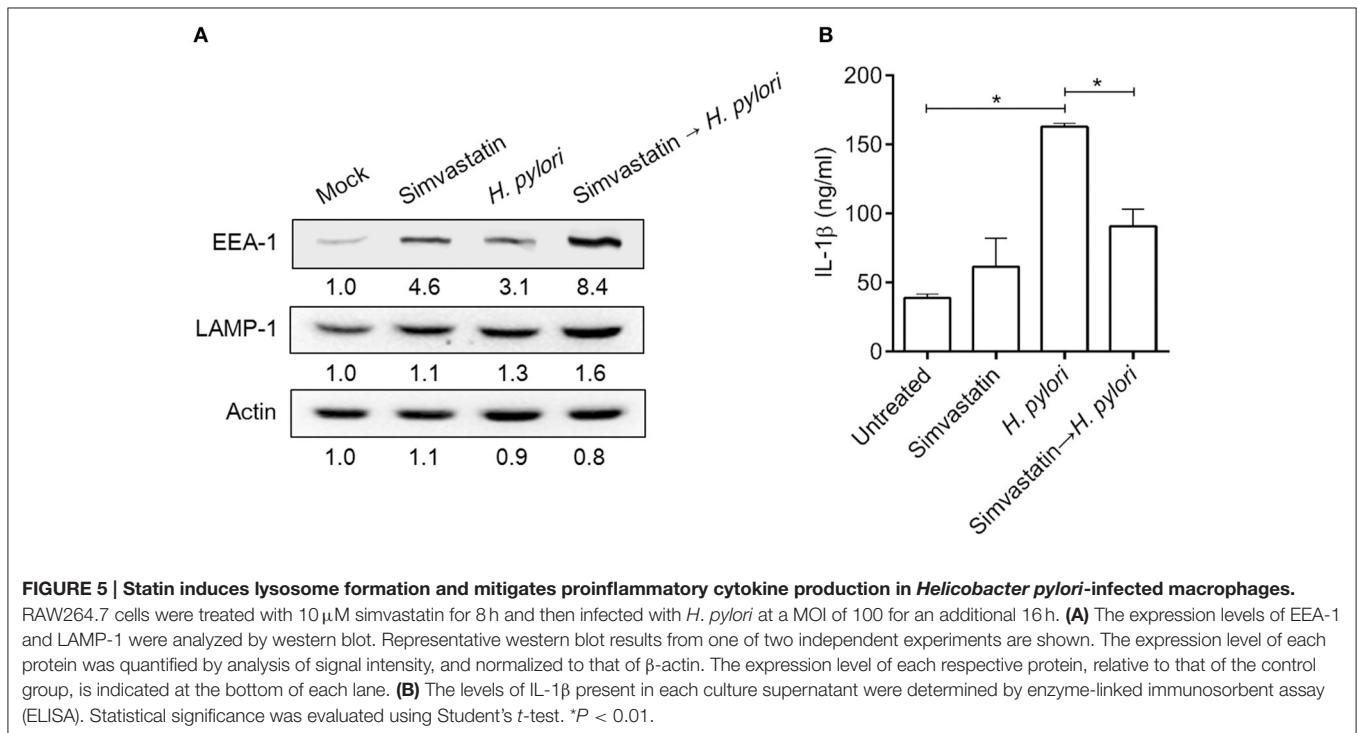 A
Mock
Simvastatin
H. pylori
Simvastatin → H. pylori
EEA-1
1.0 4.6 3.1 8.4
LAMP-1
1.0 1.1 1.3 1.6
Actin
1.0 1.1 0.9 0.8
B
IL-1β (ng/ml)
200
150
100
50
0
* *
Untreated
Simvastatin
H. pylori
Simvastatin→H. pylori
FIGURE 5 | Statin induces lysosome formation and mitigates proinflammatory cytokine production in Helicobacter pylori-infected macrophages.
RAW264.7 cells were treated with 10 μM simvastatin for 8 h and then infected with H. pylori at a MOI of 100 for an additional 16 h. (A) The expression levels of EEA-1
and LAMP-1 were analyzed by western blot. Representative western blot results from one of two independent experiments are shown. The expression level of each
protein was quantified by analysis of signal intensity, and normalized to that of β-actin. The expression level of each respective protein, relative to that of the control
group, is indicated at the bottom of each lane. (B) The levels of IL-1β present in each culture supernatant were determined by enzyme-linked immunosorbent assay
(ELISA). Statistical significance was evaluated using Student's t-test. *P < 0.01.